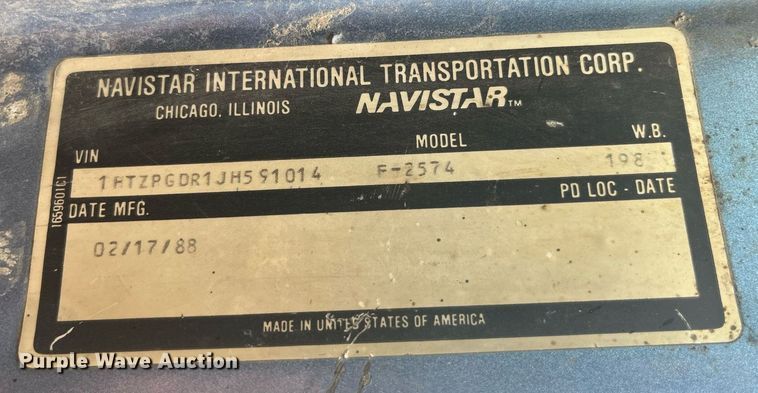 NAVISTAR INTERNATIONAL TRANSPORTATION CORP.
CHICAGO, ILLINOIS NAVISTAR™
VIN MODEL W.B.
1HTZPGDR1JH591014 F-2574 198
DATE MFG. PD LOC - DATE
02/17/88
MADE IN UNITED STATES OF AMERICA
1659601C1
Purple Wave Auction